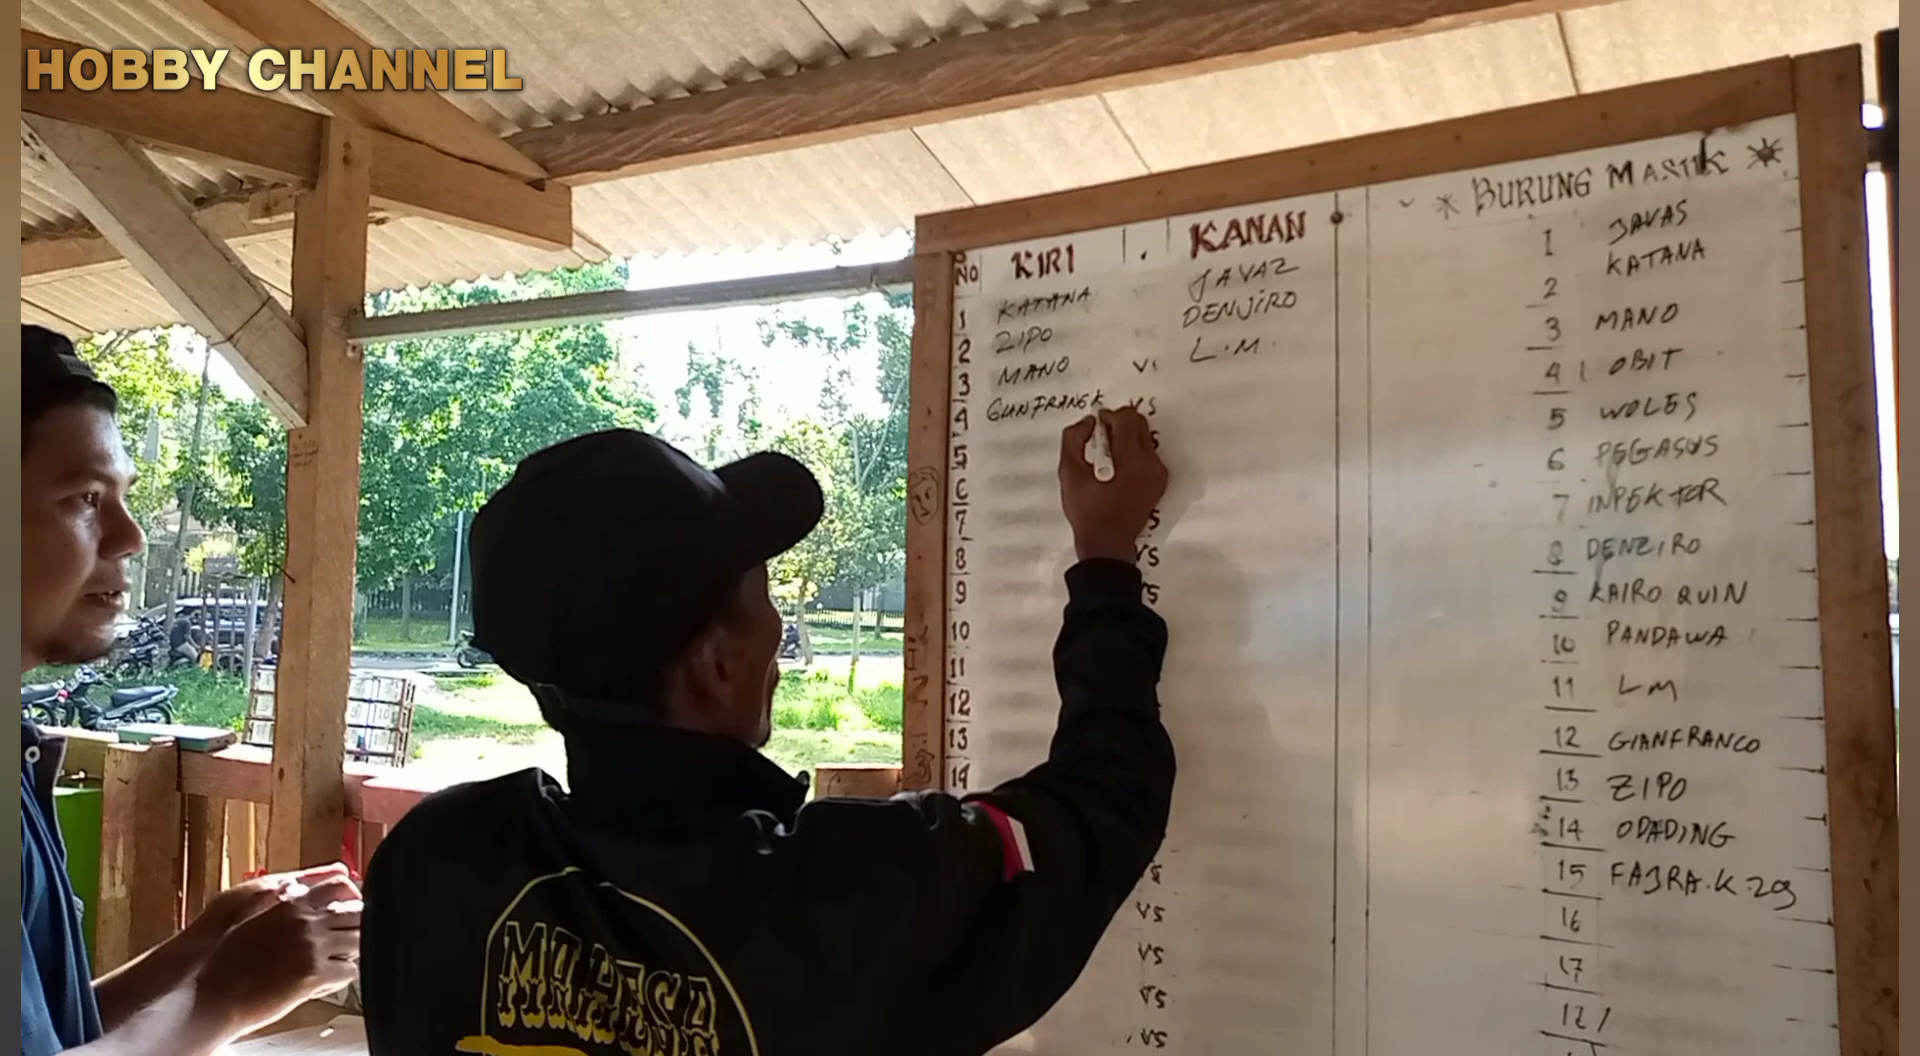 HOBBY CHANNEL
NO KIRI KANAN
1 KATANA JAVAZ
2 ZIPO DENJIRO
3 MANO VS L.M.
4 GIANFRANEK VS
5
6
7
8 VS
9 VS
10
11
12
13
14
VS
VS
VS
VS
* BURUNG MASUK *
1 JAVAS
2 KATANA
3 MANO
4 OBIT
5 WOLES
6 PEGASUS
7 INPEKTOR
8 DENZIRO
9 KAIRO QUIN
10 PANDAWA
11 LM
12 GIANFRANCO
13 ZIPO
14 ODADING
15 FAJRA.K.29
16
17
MAHESA